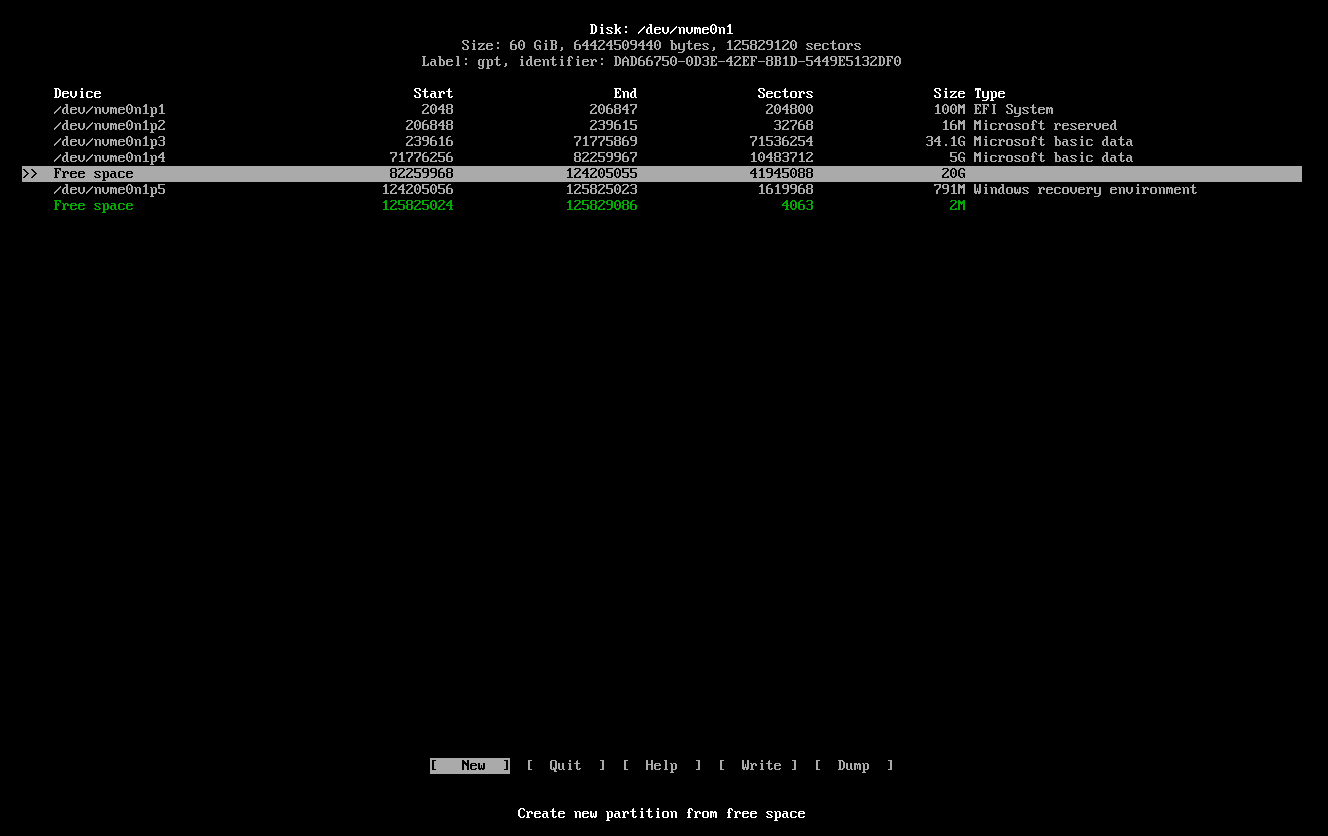 Disk: /dev/nvme0n1
Size: 60 GiB, 64424509440 bytes, 125829120 sectors
Label: gpt, identifier: DAD66750-0D3E-42EF-8B1D-5449E5132DF0
Device Start End Sectors Size Type
/dev/nvme0n1p1 2048 206847 204800 100M EFI System
/dev/nvme0n1p2 206848 239615 32768 16M Microsoft reserved
/dev/nvme0n1p3 239616 71775869 71536254 34.1G Microsoft basic data
/dev/nvme0n1p4 71776256 82259967 10483712 5G Microsoft basic data
>> Free space 82259968 124205055 41945088 20G
/dev/nvme0n1p5 124205056 125825023 1619968 791M Windows recovery environment
Free space 125825024 125829086 4063 2M
[ New ] [ Quit ] [ Help ] [ Write ] [ Dump ]
Create new partition from free space